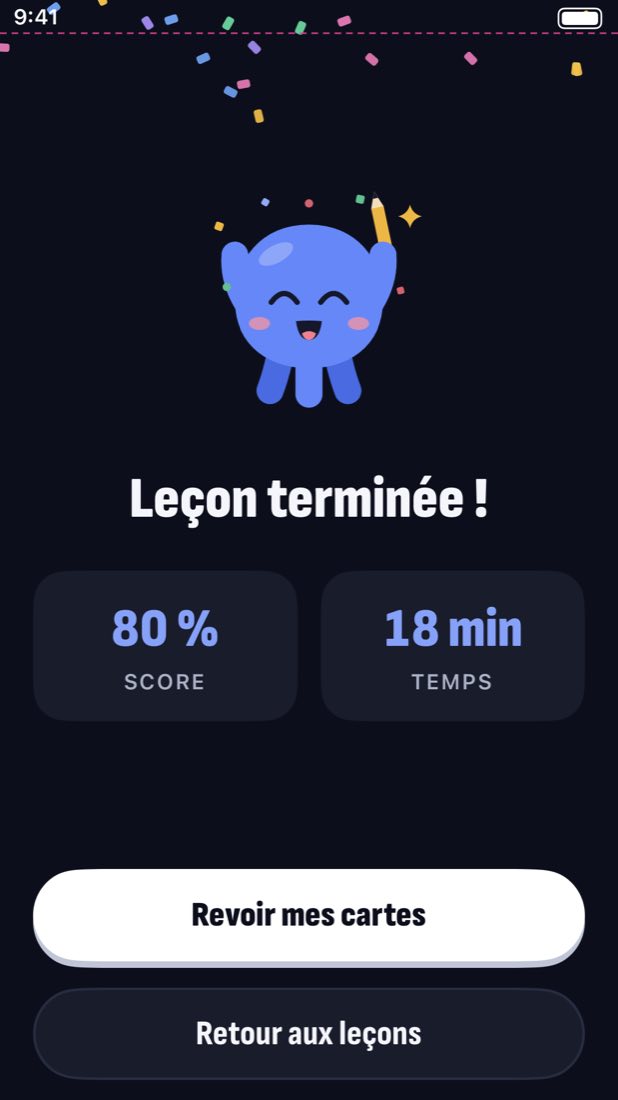 9:41
Leçon terminée !
80 %
SCORE
18 min
TEMPS
Revoir mes cartes
Retour aux leçons